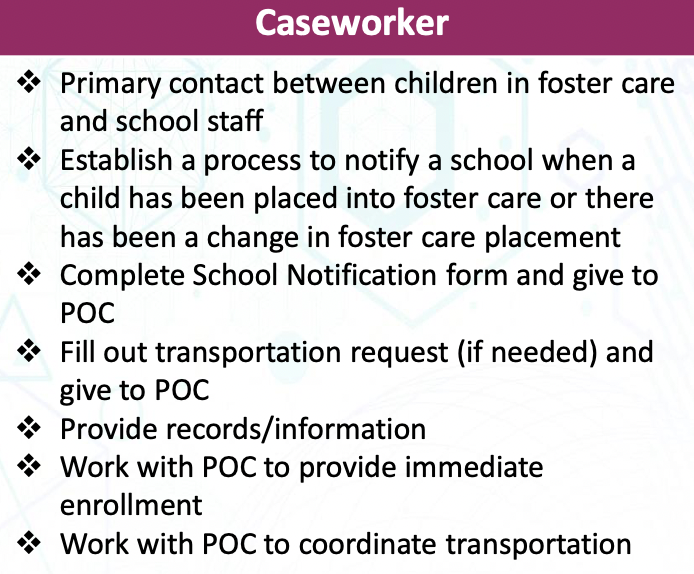 Caseworker
❖ Primary contact between children in foster care
and school staff
❖ Establish a process to notify a school when a
child has been placed into foster care or there
has been a change in foster care placement
❖ Complete School Notification form and give to
POC
❖ Fill out transportation request (if needed) and
give to POC
❖ Provide records/information
❖ Work with POC to provide immediate
enrollment
❖ Work with POC to coordinate transportation